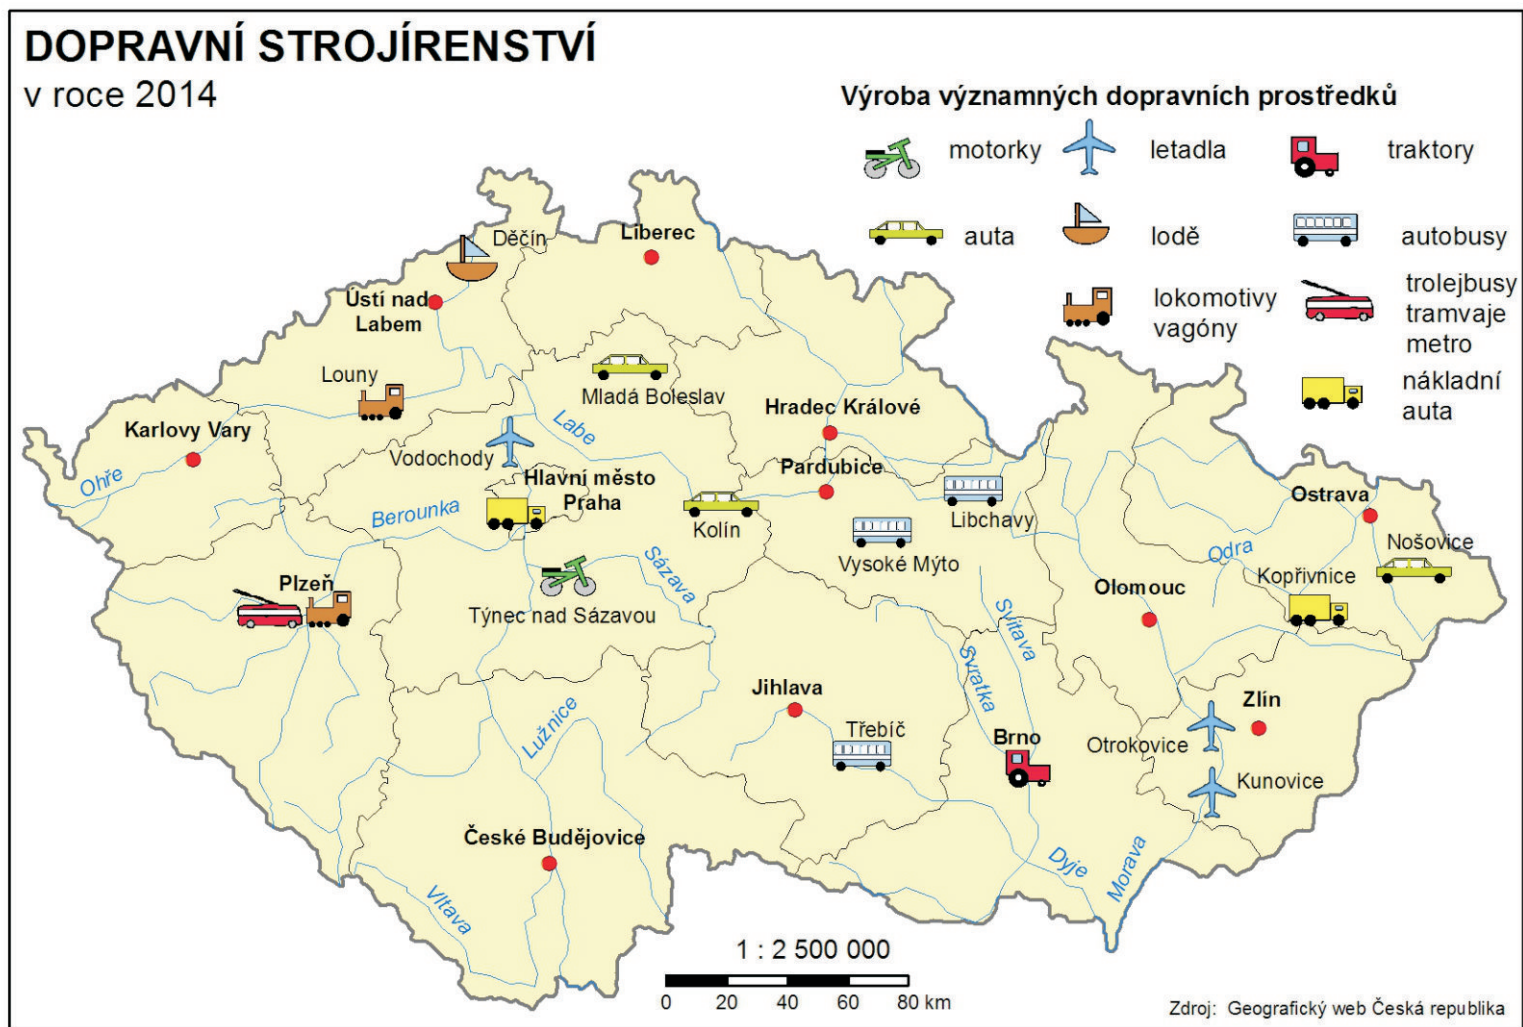 DOPRAVNÍ STROJÍRENSTVÍ
v roce 2014
Výroba významných dopravních prostředků
motorky
letadla
traktory
auta
lodě
autobusy
lokomotivy
vagóny
trolejbusy
tramvaje
metro
nákladní
auta
Děčín
Liberec
Ústí nad
Labem
Louny
Mladá Boleslav
Karlovy Vary
Ohře
Vodochody
Labe
Hradec Králové
Pardubice
Hlavní město
Praha
Berounka
Kolín
Libchavy
Vysoké Mýto
Ostrava
Nošovice
Odra
Kopřivnice
Plzeň
Týnec nad Sázavou
Sázava
Olomouc
Svitava
Svratka
Jihlava
Třebíč
Brno
Zlín
Otrokovice
Kunovice
Lužnice
České Budějovice
Vltava
Dyje
Morava
1 : 2 500 000
0 20 40 60 80 km
Zdroj: Geografický web Česká republika